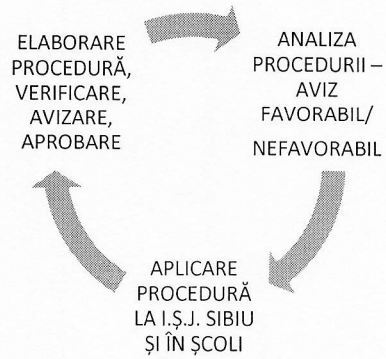 ELABORARE
PROCEDURĂ,
VERIFICARE,
AVIZARE,
APROBARE
ANALIZA
PROCEDURII –
AVIZ
FAVORABIL/
NEFAVORABIL
APLICARE
PROCEDURĂ
LA I.Ş.J. SIBIU
ȘI ÎN ȘCOLI